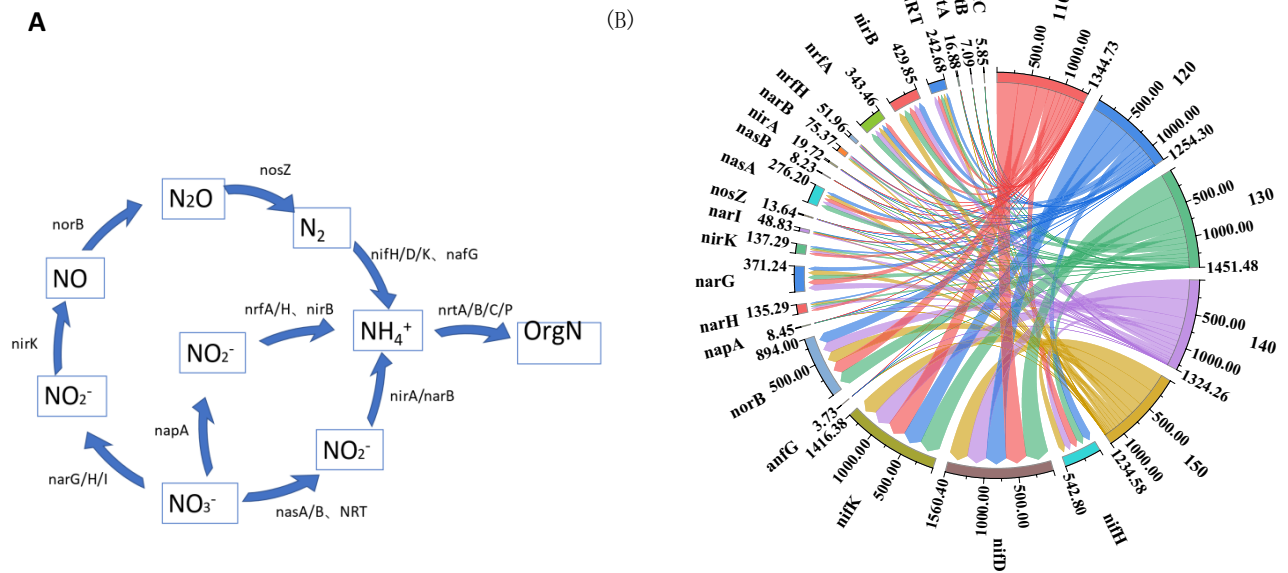 A
N₂O
nosZ
N₂
norB
NO
nifH/D/K、nafG
nirK
nrfA/H、nirB
NH₄⁺
nrtA/B/C/P
OrgN
NO₂⁻
NO₂⁻
nirA/narB
napA
NO₂⁻
narG/H/I
NO₃⁻
nasA/B、NRT
(B)
500.00
1000.00
1344.73
120
500.00
1000.00
1254.30
130
500.00
1000.00
1451.48
140
500.00
1000.00
1324.26
150
500.00
1000.00
1234.58
nifH
542.80
nifD
500.00
1000.00
1560.40
nifK
500.00
1000.00
1416.38
anfG
3.73
norB
500.00
894.00
napA
8.45
narH
135.29
narG
371.24
nirK
137.29
narI
48.83
nosZ
13.64
nasA
276.20
nasB
8.23
nirA
19.72
narB
75.37
nrfH
51.96
nrfA
343.46
nirB
429.85
RT
242.68
tA
16.88
tB
7.09
C
5.85